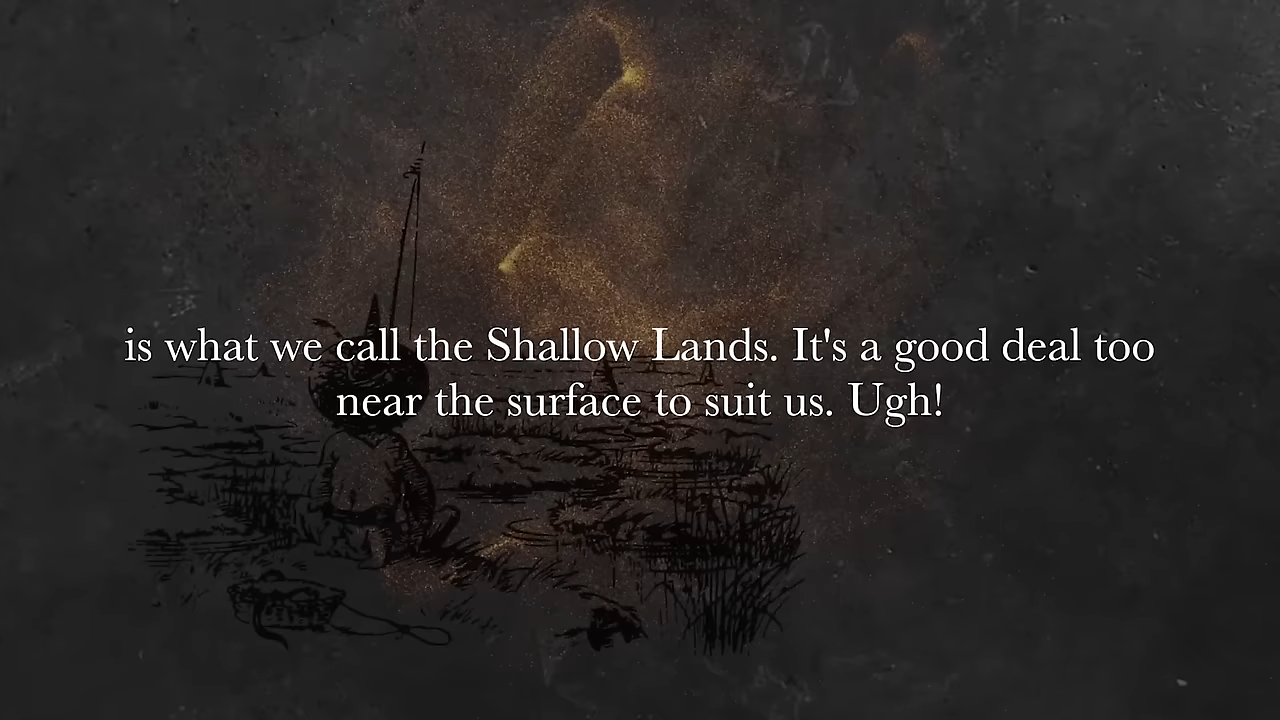 is what we call the Shallow Lands. It's a good deal too
near the surface to suit us. Ugh!